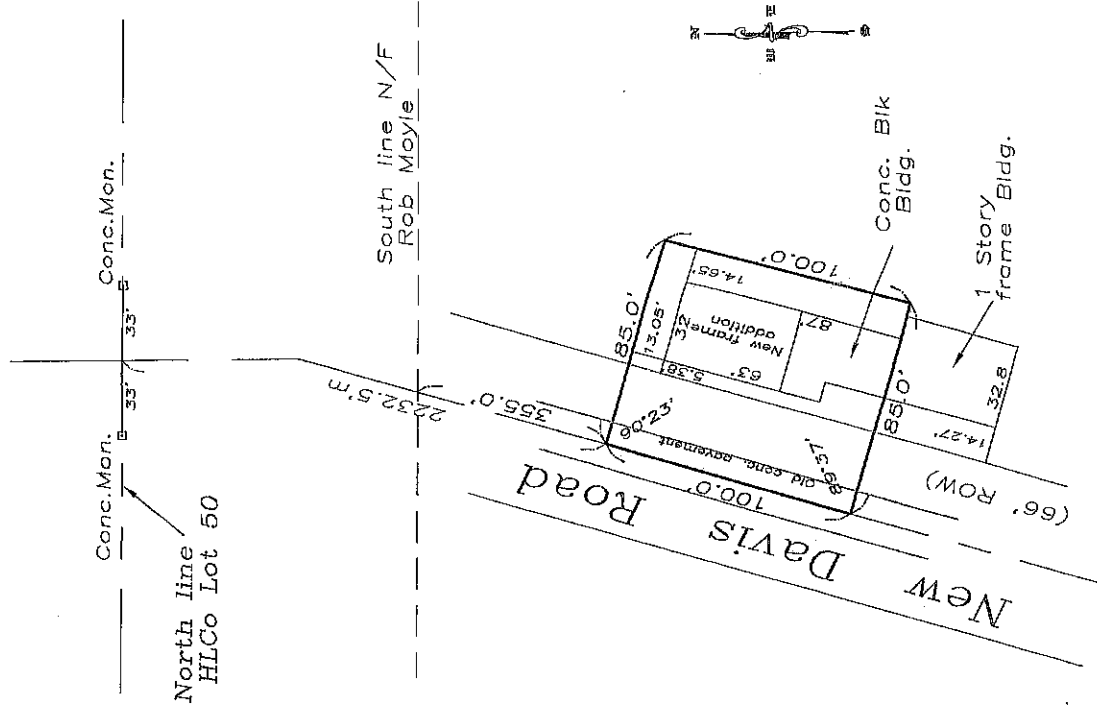 N
E
W
S
Conc.Mon.
33'
33'
Conc.Mon.
North line
HLCo Lot 50
South line N/F
Rob Moyle
2232.5'm
355.0'
85.0'
13.05'
32'
14.65'
100.0'
New frame
addition
5.38'
63'
87'
90°23'
old conc. pavement
100.0'
89°37'
85.0'
Conc. Blk
Bldg.
1 Story
frame Bldg.
14.27'
32.8
(66' ROW)
New Davis Road